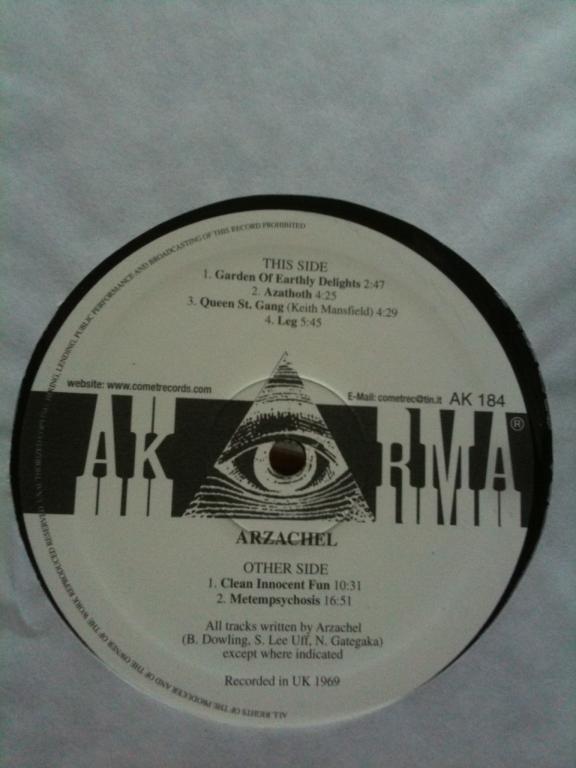 THIS SIDE
1. Garden Of Earthly Delights 2:47
2. Azathoth 4:25
3. Queen St. Gang (Keith Mansfield) 4:29
4. Leg 5:45
website: www.cometrecords.com
E-Mail: cometrec@tin.it AK 184
AK RMA ®
ARZACHEL
OTHER SIDE
1. Clean Innocent Fun 10:31
2. Metempsychosis 16:51
All tracks written by Arzachel
(B. Dowling, S. Lee Uff, N. Gategaka)
except where indicated
Recorded in UK 1969
ALL RIGHTS OF THE PRODUCER AND OF THE OWNER OF THE WORK REPRODUCED RESERVED. UNAUTHORIZED COPYING, HIRING, LENDING, PUBLIC PERFORMANCE AND BROADCASTING OF THIS RECORD PROHIBITED